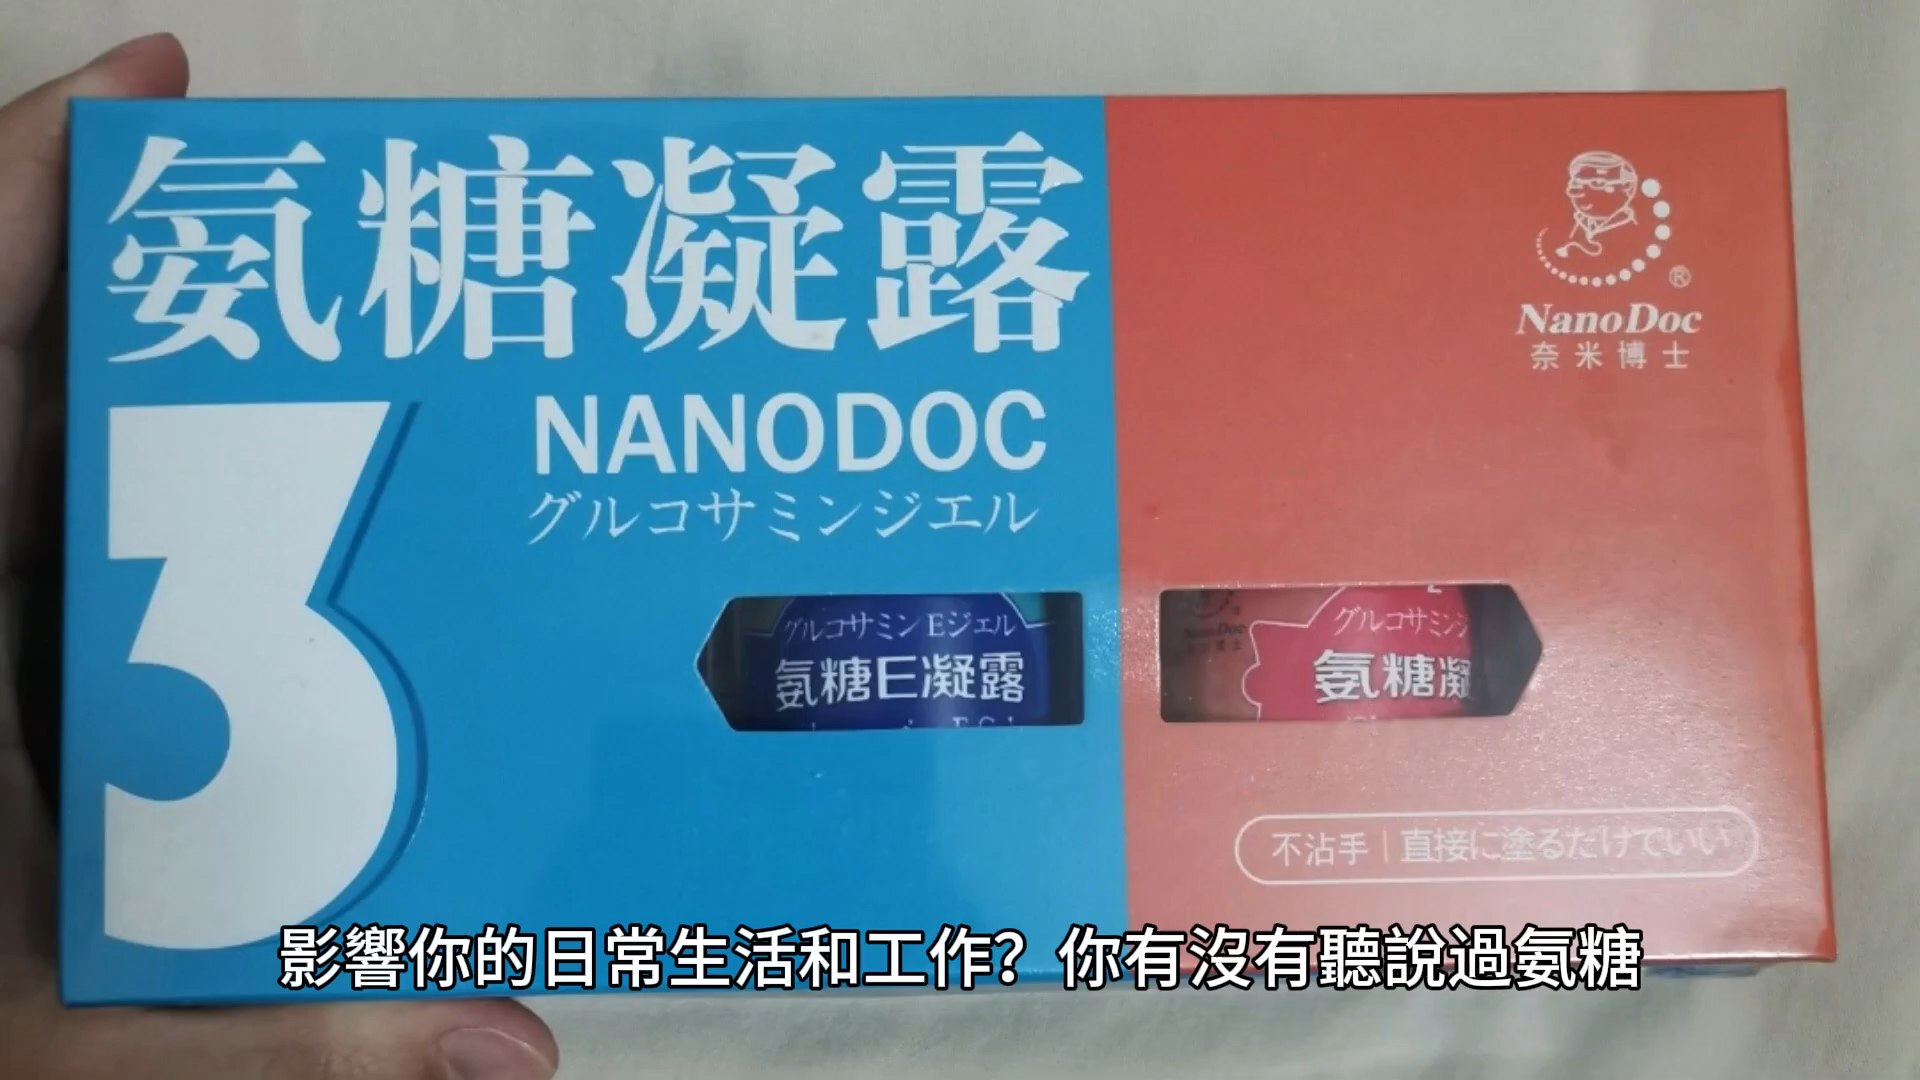 氨糖凝露
3
NANODOC
グルコサミンジエル
®
NanoDoc
奈米博士
グルコサミンEジェル
氨糖E凝露
グルコサミンジ
氨糖凝
不沾手|直接に塗るだけでいい
影響你的日常生活和工作？你有沒有聽說過氨糖